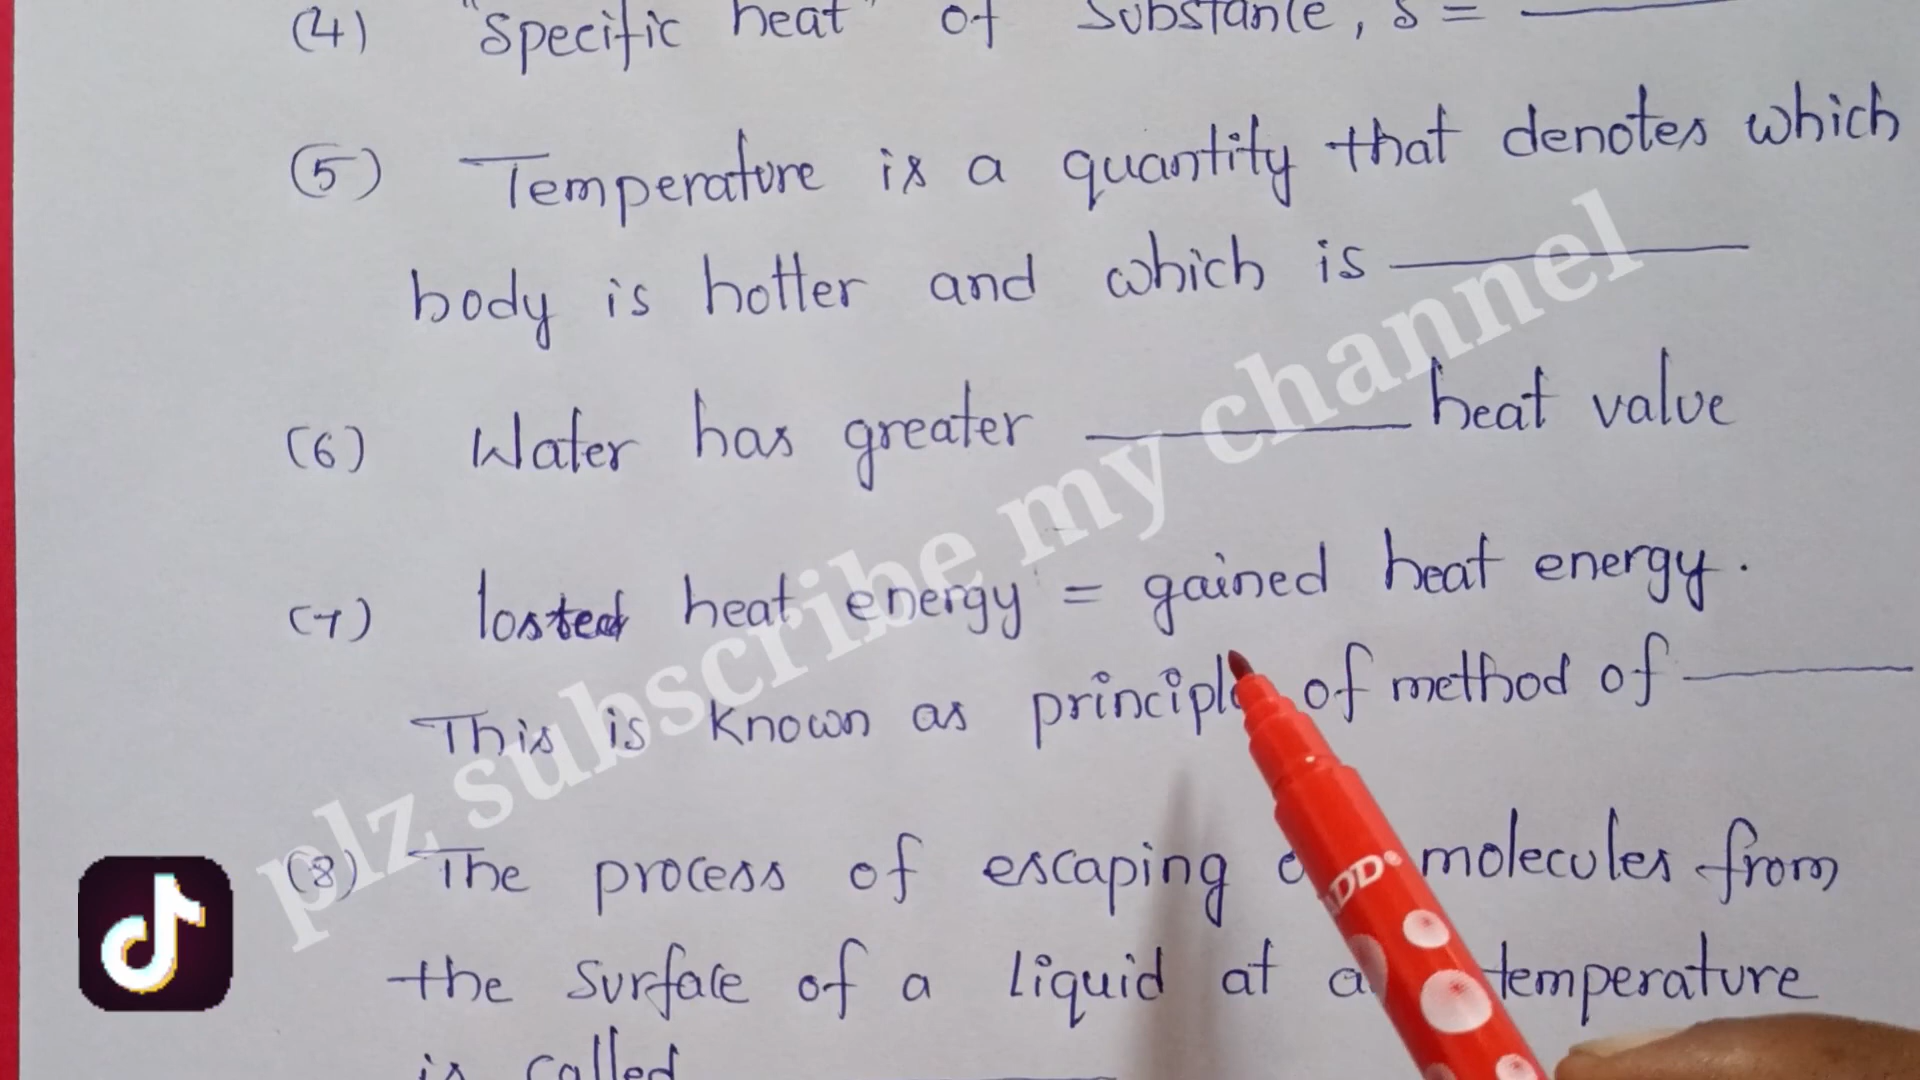 (4) "Specific heat" of Substance, s =
(5) Temperature is a quantity that denotes which
body is hotter and which is
(6) Water has greater heat value
(7) losted heat energy = gained heat energy.
This is known as principle of method of
(8) The process of escaping molecules from
the surface of a liquid at temperature
is called
plz subscribe my channel